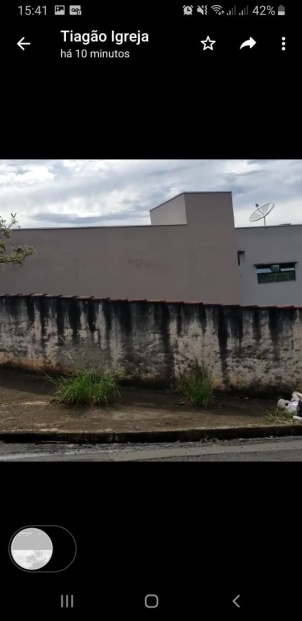 15:41
42%
Tiagão Igreja
há 10 minutos